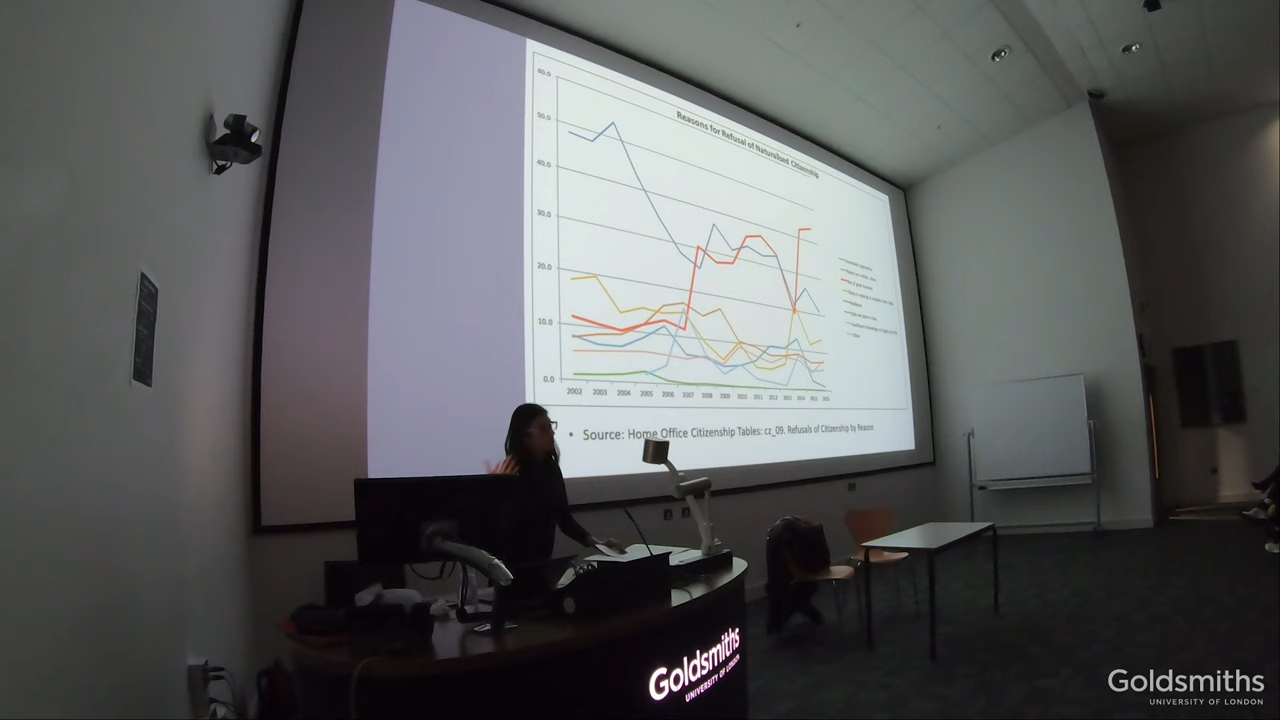 Reasons for Refusal of Naturalised Citizenship
60.0
50.0
40.0
30.0
20.0
10.0
0.0
2002 2003 2004 2005 2006 2007 2008 2009 2010 2011 2012 2013 2014 2015 2016
• Source: Home Office Citizenship Tables: cz_09. Refusals of Citizenship by Reason
Goldsmiths
UNIVERSITY OF LONDON
Goldsmiths
UNIVERSITY OF LONDON